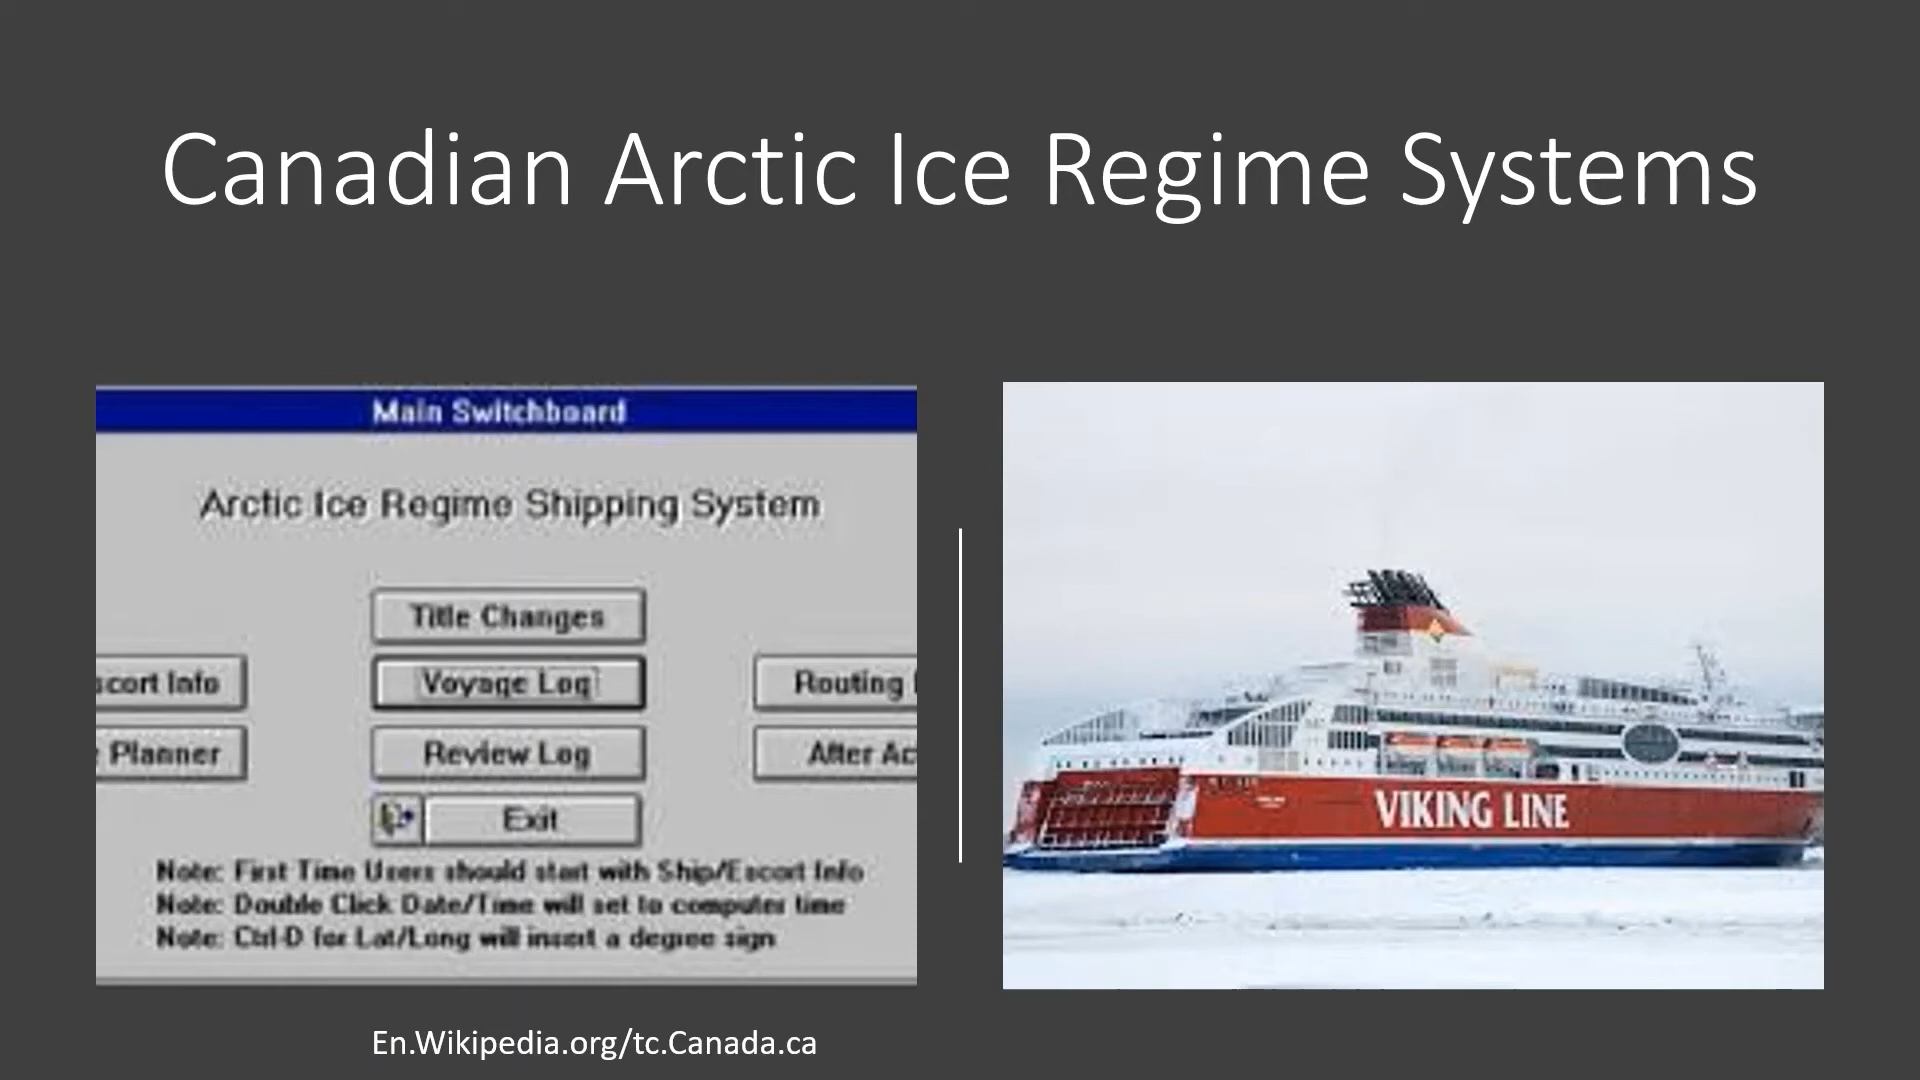 Canadian Arctic Ice Regime Systems
Main Switchboard
Arctic Ice Regime Shipping System
Title Changes
scort Info
Voyage Log
Routing
Planner
Review Log
After Ac
Exit
Note: First Time Users should start with Ship/Escort Info
Note: Double Click Date/Time will set to computer time
Note: Ctrl-D for Lat/Long will insert a degree sign
VIKING LINE
En.Wikipedia.org/tc.Canada.ca